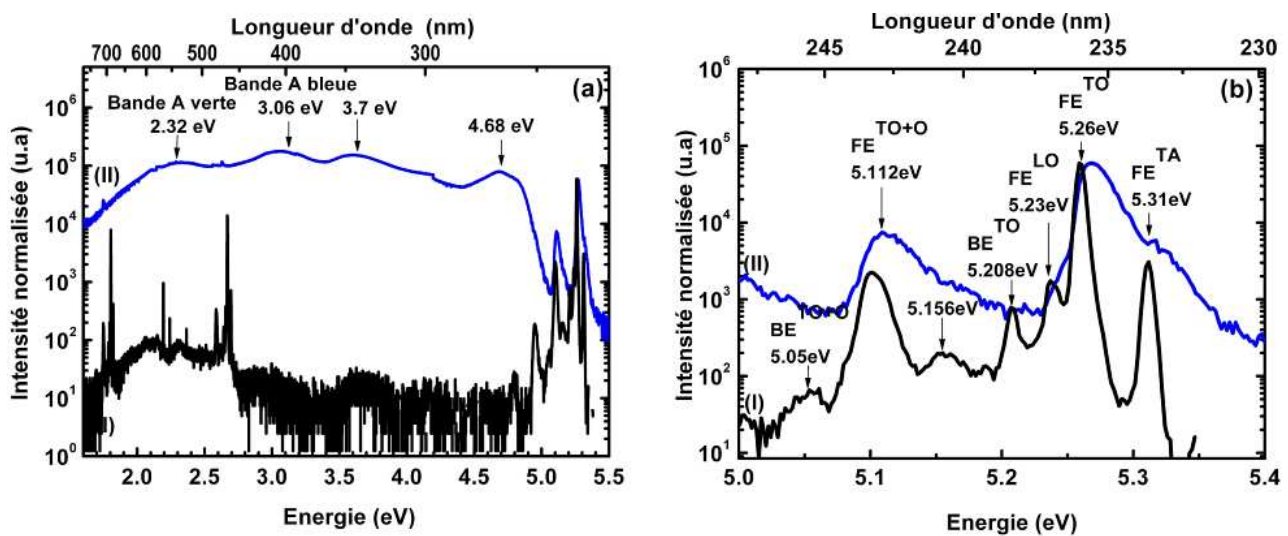 Longueur d'onde (nm)
700 600 500 400 300
(a)
Bande A bleue
Bande A verte 3.06 eV 3.7 eV
2.32 eV 4.68 eV
Intensité normalisée (u.a)
10^6
10^5
10^4
10^3
10^2
10^1
10^0
(II)
I)
2.0 2.5 3.0 3.5 4.0 4.5 5.0 5.5
Energie (eV)
Longueur d'onde (nm)
245 240 235 230
(b)
FE TO
5.26eV
FE TO+O
5.112eV
FE LO
5.23eV
FE TA
5.31eV
BE TO
5.208eV
5.156eV
BE
5.05eV
Intensité normalisée (u.a)
10^6
10^5
10^4
10^3
10^2
10^1
(II)
(I)
5.0 5.1 5.2 5.3 5.4
Energie (eV)